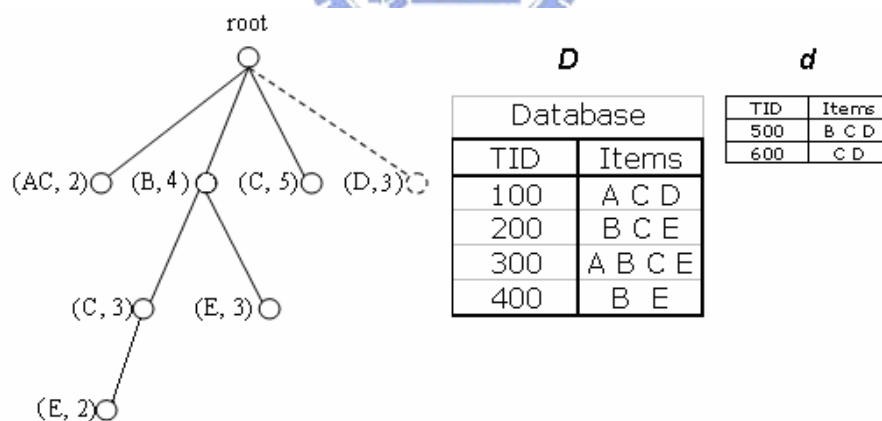 root
(AC, 2)
(B, 4)
(C, 5)
(D,3)
(C, 3)
(E, 3)
(E, 2)
D
Database
TID Items
100 A C D
200 B C E
300 A B C E
400 B E
d
TID Items
500 B C D
600 C D